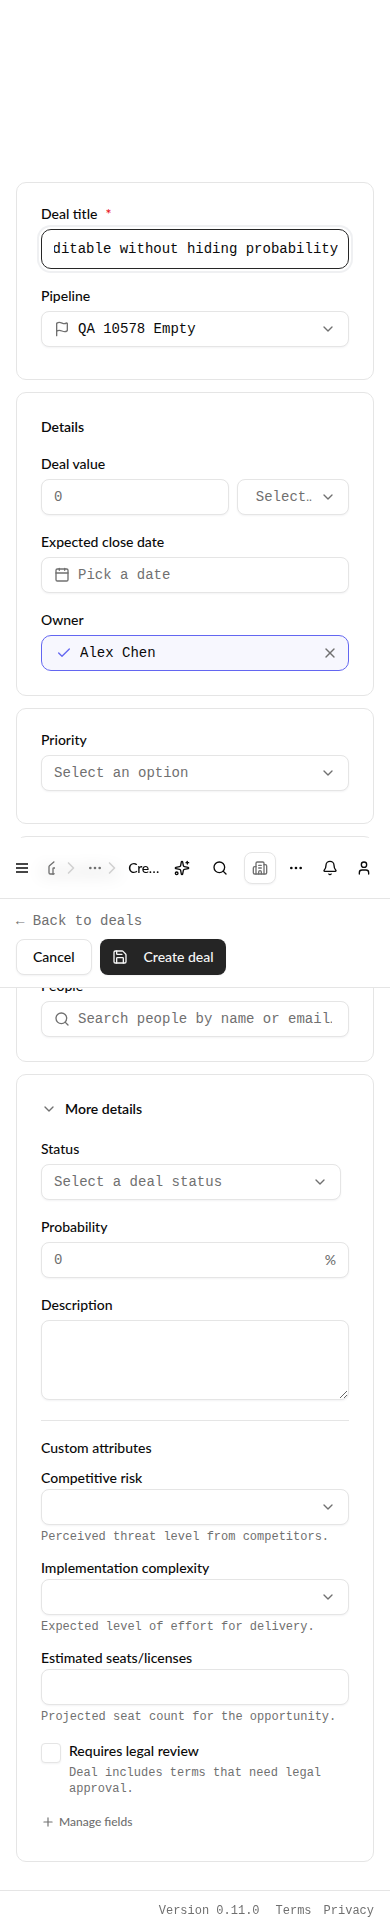 Deal title *
ditable without hiding probability
Pipeline
QA 10578 Empty
Details
Deal value
0
Select…
Expected close date
Pick a date
Owner
Alex Chen
Priority
Select an option
Cre…
← Back to deals
Cancel
Create deal
People
Search people by name or email
More details
Status
Select a deal status
Probability
0 %
Description
Custom attributes
Competitive risk
Perceived threat level from competitors.
Implementation complexity
Expected level of effort for delivery.
Estimated seats/licenses
Projected seat count for the opportunity.
Requires legal review
Deal includes terms that need legal
approval.
Manage fields
Version 0.11.0 Terms Privacy